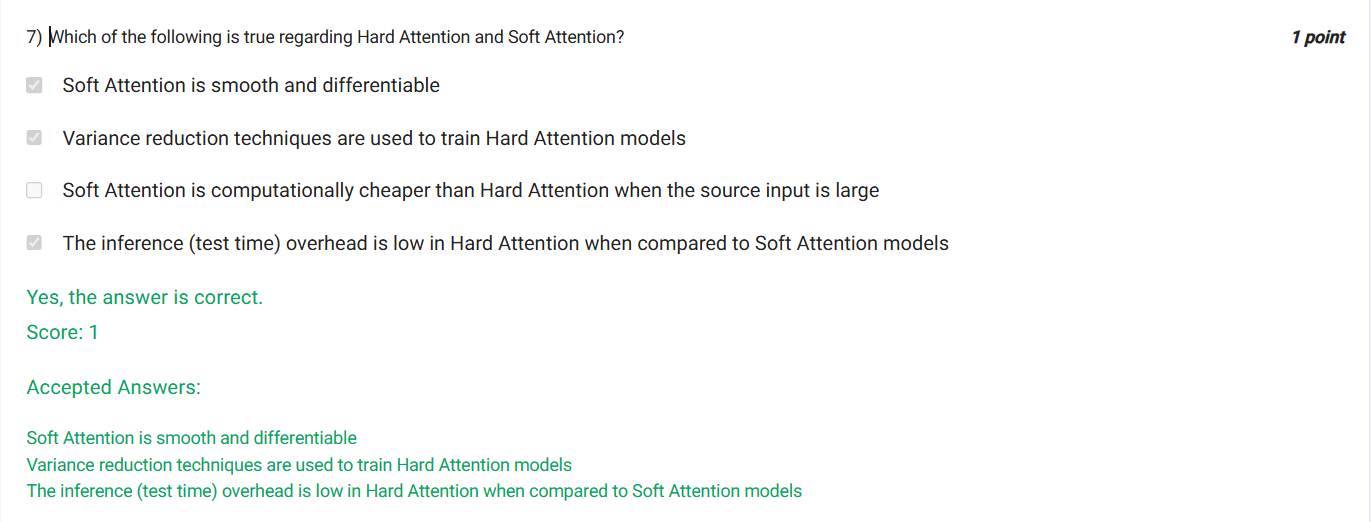 7) Which of the following is true regarding Hard Attention and Soft Attention? 1 point
Soft Attention is smooth and differentiable
Variance reduction techniques are used to train Hard Attention models
Soft Attention is computationally cheaper than Hard Attention when the source input is large
The inference (test time) overhead is low in Hard Attention when compared to Soft Attention models
Yes, the answer is correct.
Score: 1
Accepted Answers:
Soft Attention is smooth and differentiable
Variance reduction techniques are used to train Hard Attention models
The inference (test time) overhead is low in Hard Attention when compared to Soft Attention models